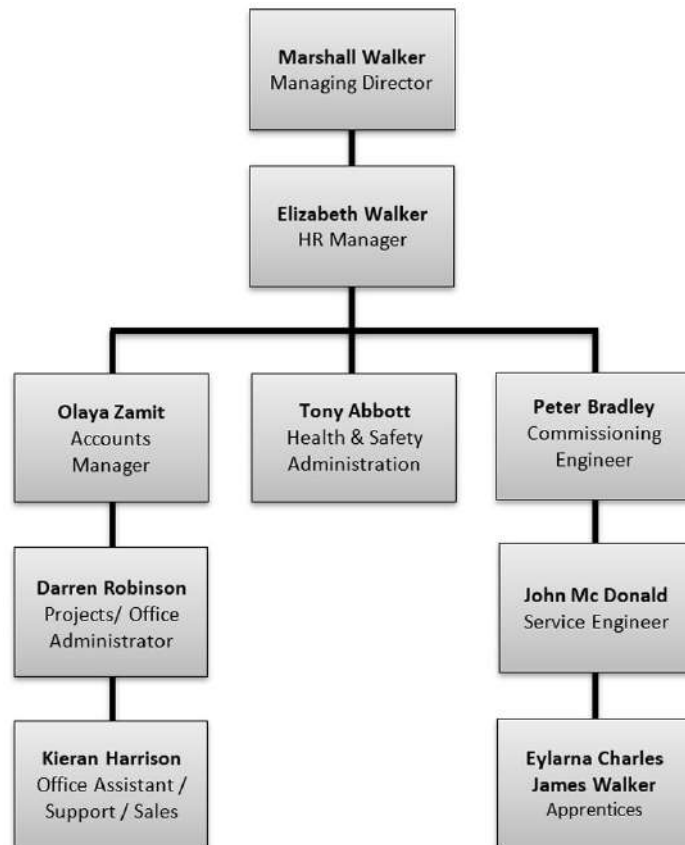 Marshall Walker
Managing Director
Elizabeth Walker
HR Manager
Olaya Zamit
Accounts
Manager
Tony Abbott
Health & Safety
Administration
Peter Bradley
Commissioning
Engineer
Darren Robinson
Projects/ Office
Administrator
John Mc Donald
Service Engineer
Kieran Harrison
Office Assistant /
Support / Sales
Eylarna Charles
James Walker
Apprentices